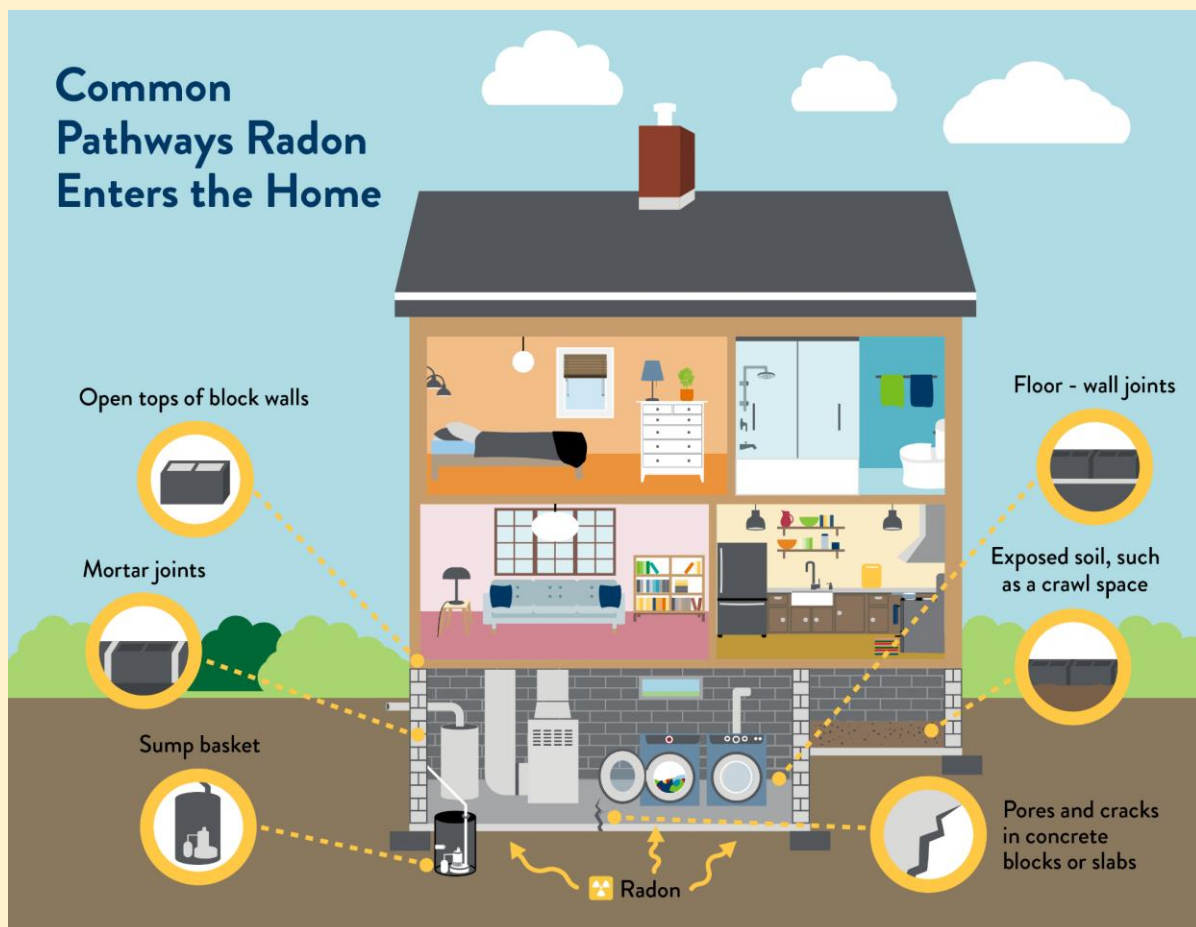 Common
Pathways Radon
Enters the Home
Open tops of block walls
Mortar joints
Sump basket
Floor - wall joints
Exposed soil, such
as a crawl space
Pores and cracks
in concrete
blocks or slabs
Radon